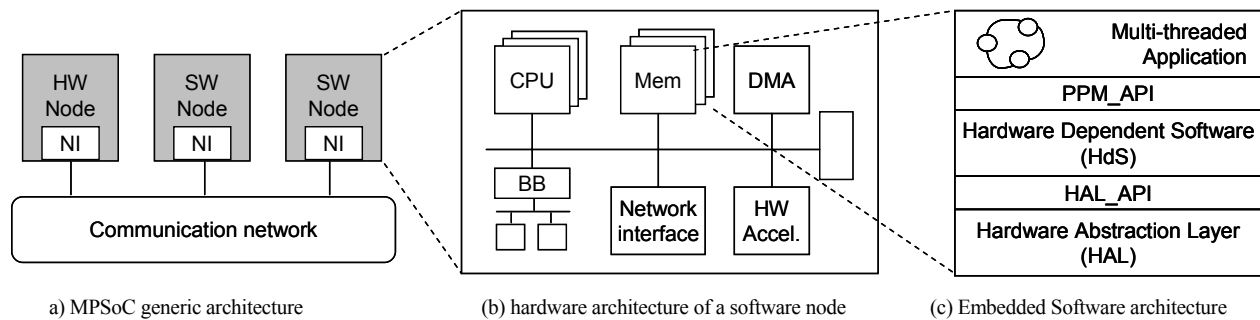 HW
Node
NI
SW
Node
NI
SW
Node
NI
Communication network
a) MPSoC generic architecture
CPU
Mem
DMA
BB
Network
interface
HW
Accel.
(b) hardware architecture of a software node
Multi-threaded
Application
PPM_API
Hardware Dependent Software
(HdS)
HAL_API
Hardware Abstraction Layer
(HAL)
(c) Embedded Software architecture